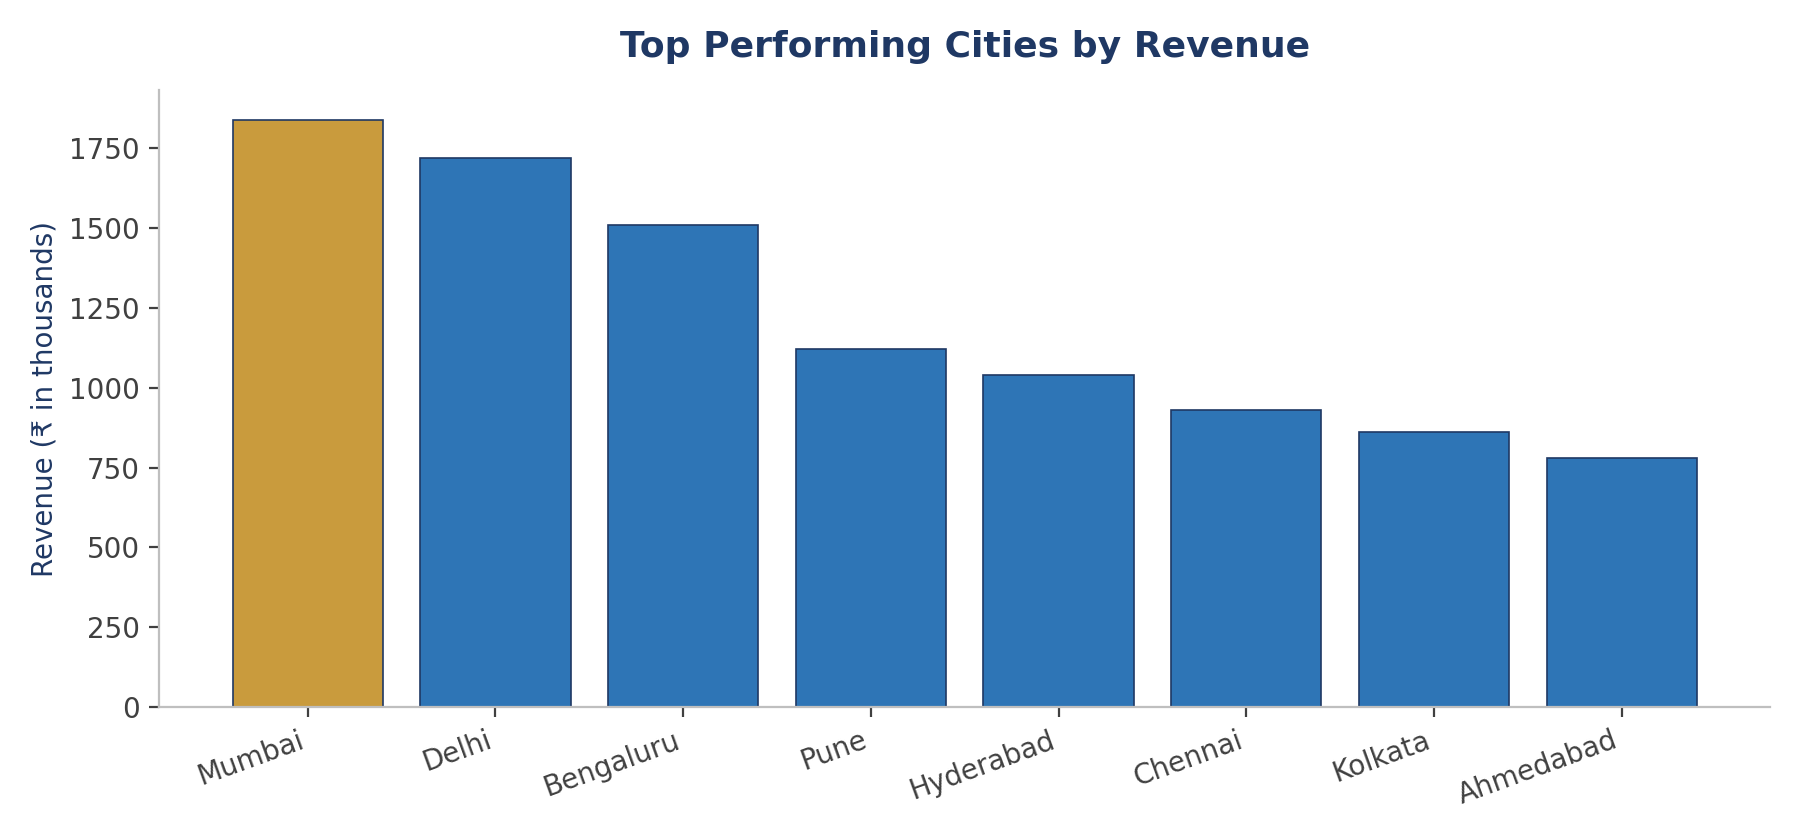 Top Performing Cities by Revenue
Revenue (₹ in thousands)
1750
1500
1250
1000
750
500
250
0
Mumbai
Delhi
Bengaluru
Pune
Hyderabad
Chennai
Kolkata
Ahmedabad